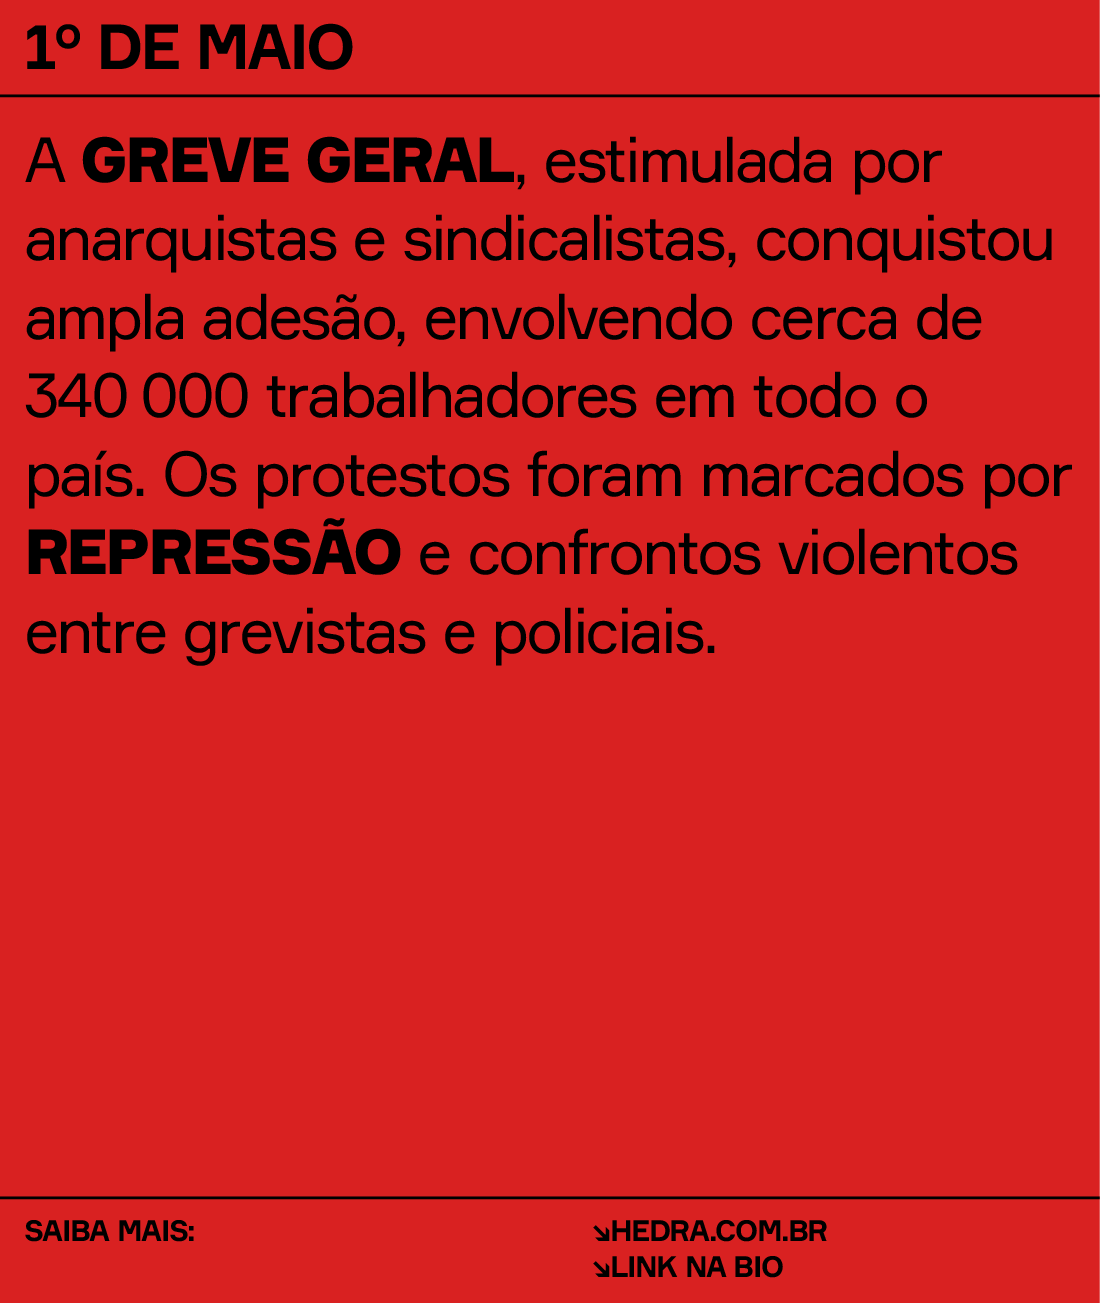 1º DE MAIO
A GREVE GERAL, estimulada por
anarquistas e sindicalistas, conquistou
ampla adesão, envolvendo cerca de
340 000 trabalhadores em todo o
país. Os protestos foram marcados por
REPRESSÃO e confrontos violentos
entre grevistas e policiais.
SAIBA MAIS:
↘HEDRA.COM.BR
↘LINK NA BIO